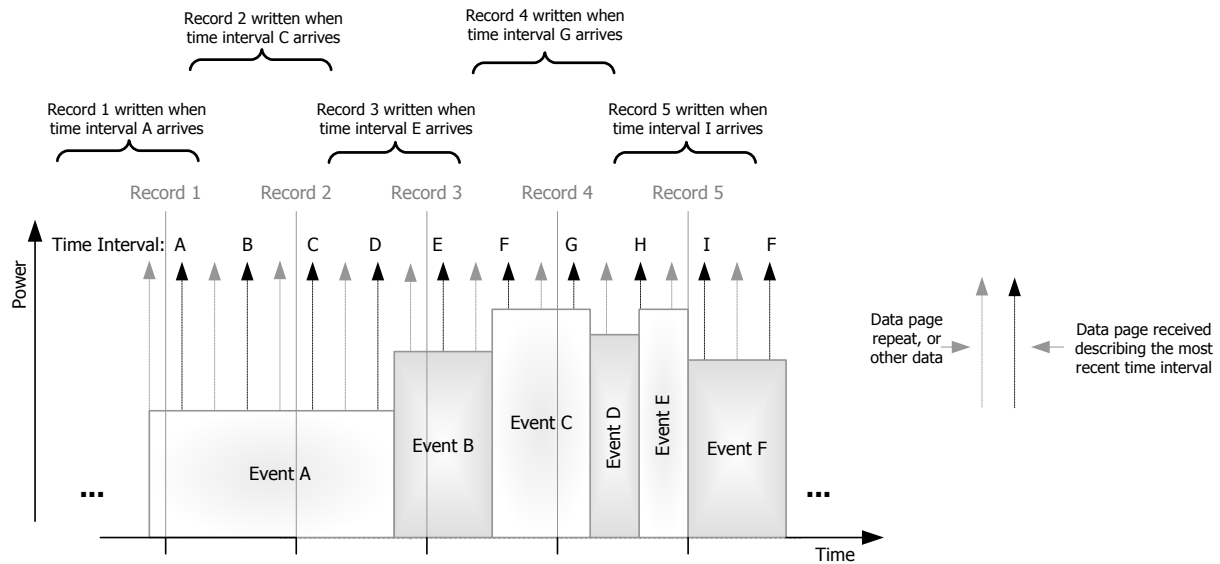 Record 2 written when
time interval C arrives
Record 4 written when
time interval G arrives
Record 1 written when
time interval A arrives
Record 3 written when
time interval E arrives
Record 5 written when
time interval I arrives
Record 1 Record 2 Record 3 Record 4 Record 5
Time Interval: A B C D E F G H I F
Power
Data page
repeat, or
other data
Data page received
describing the most
recent time interval
Event A
Event B
Event C
Event D
Event E
Event F
... ...
Time